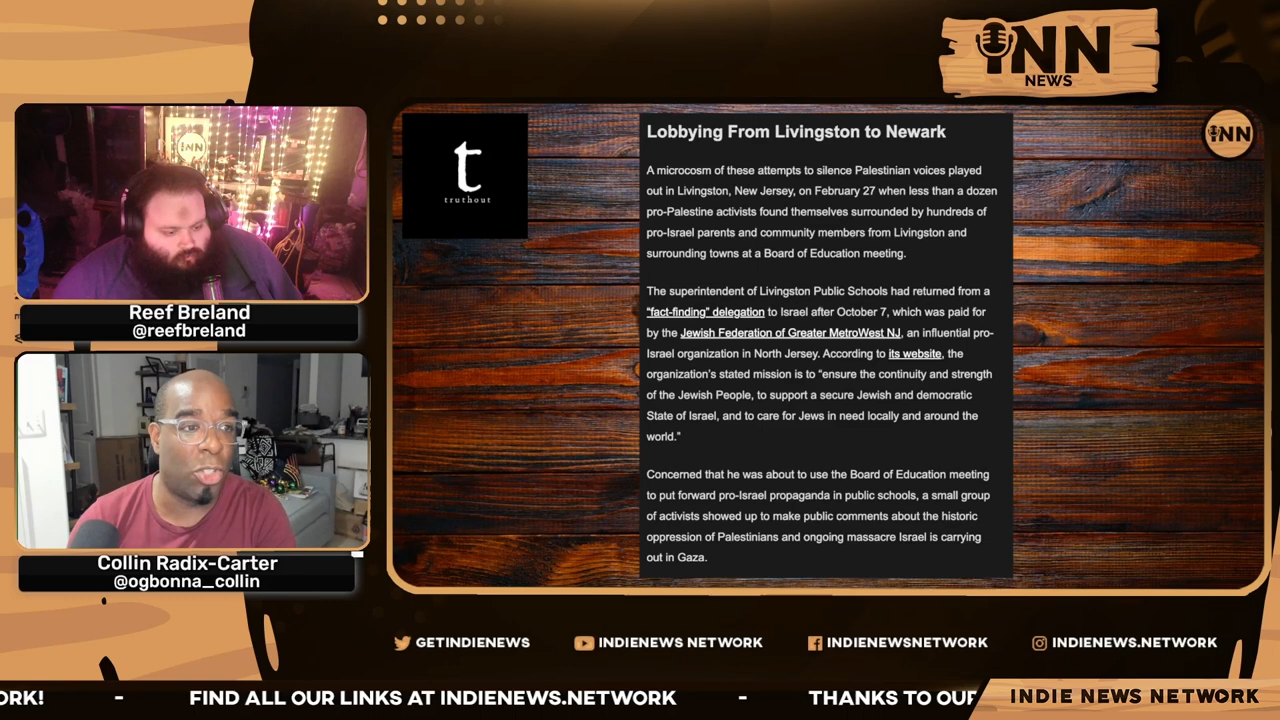 INN
NEWS
INN
INN
t
truthout
Lobbying From Livingston to Newark
A microcosm of these attempts to silence Palestinian voices played
out in Livingston, New Jersey, on February 27 when less than a dozen
pro-Palestine activists found themselves surrounded by hundreds of
pro-Israel parents and community members from Livingston and
surrounding towns at a Board of Education meeting.
The superintendent of Livingston Public Schools had returned from a
“fact-finding” delegation to Israel after October 7, which was paid for
by the Jewish Federation of Greater MetroWest NJ, an influential pro-
Israel organization in North Jersey. According to its website, the
organization’s stated mission is to “ensure the continuity and strength
of the Jewish People, to support a secure Jewish and democratic
State of Israel, and to care for Jews in need locally and around the
world.”
Concerned that he was about to use the Board of Education meeting
to put forward pro-Israel propaganda in public schools, a small group
of activists showed up to make public comments about the historic
oppression of Palestinians and ongoing massacre Israel is carrying
out in Gaza.
Reef Breland
@reefbreland
Collin Radix-Carter
@ogbonna_collin
GETINDIENEWS
INDIENEWS NETWORK
INDIENEWSNETWORK
INDIENEWS.NETWORK
ORK! - FIND ALL OUR LINKS AT INDIENEWS.NETWORK - THANKS TO OUR
INDIE NEWS NETWORK